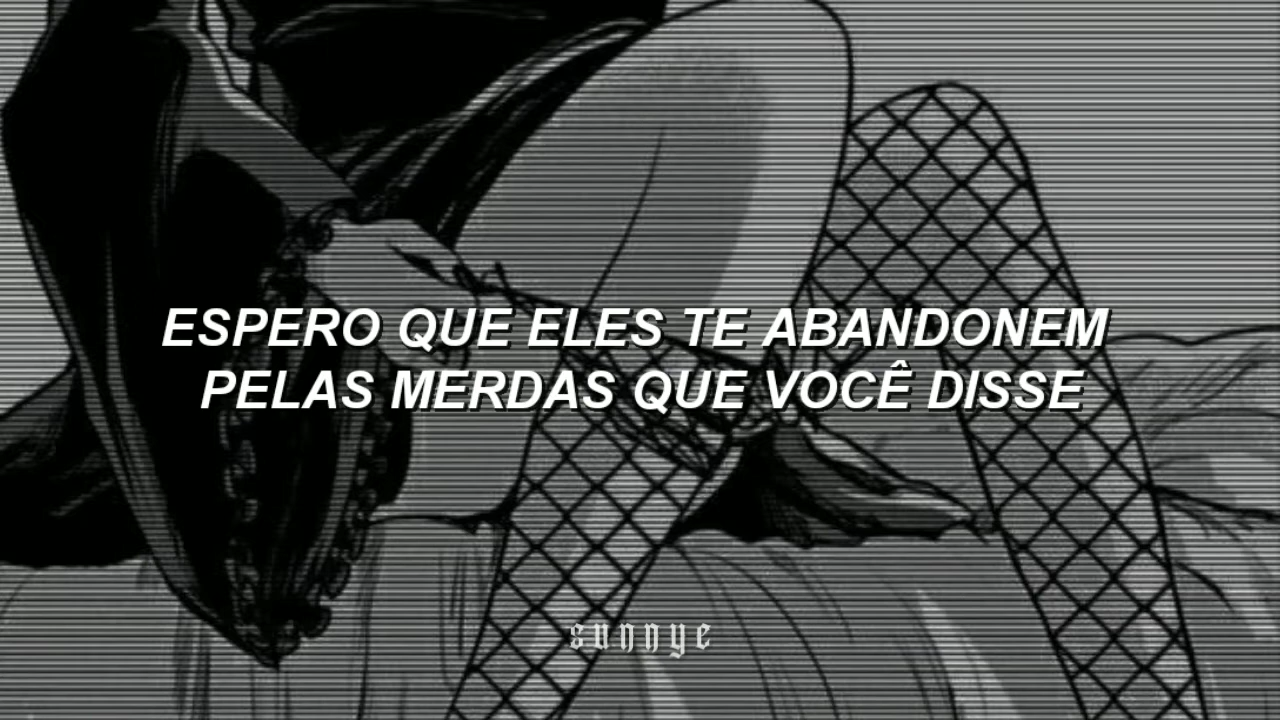 ESPERO QUE ELES TE ABANDONEM
PELAS MERDAS QUE VOCÊ DISSE
sunnye